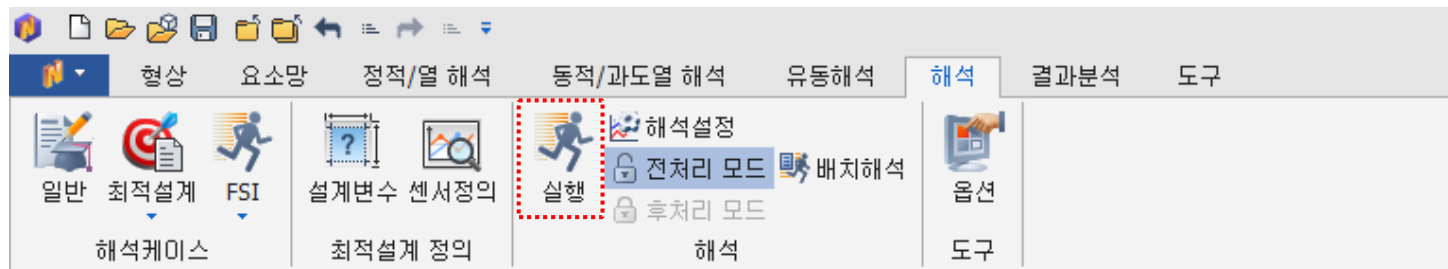 형상 요소망 정적/열 해석 동적/과도열 해석 유동해석 해석 결과분석 도구
일반 최적설계 FSI
해석케이스
?
설계변수 센서정의
최적설계 정의
실행
해석설정
전처리 모드
후처리 모드
배치해석
해석
옵션
도구